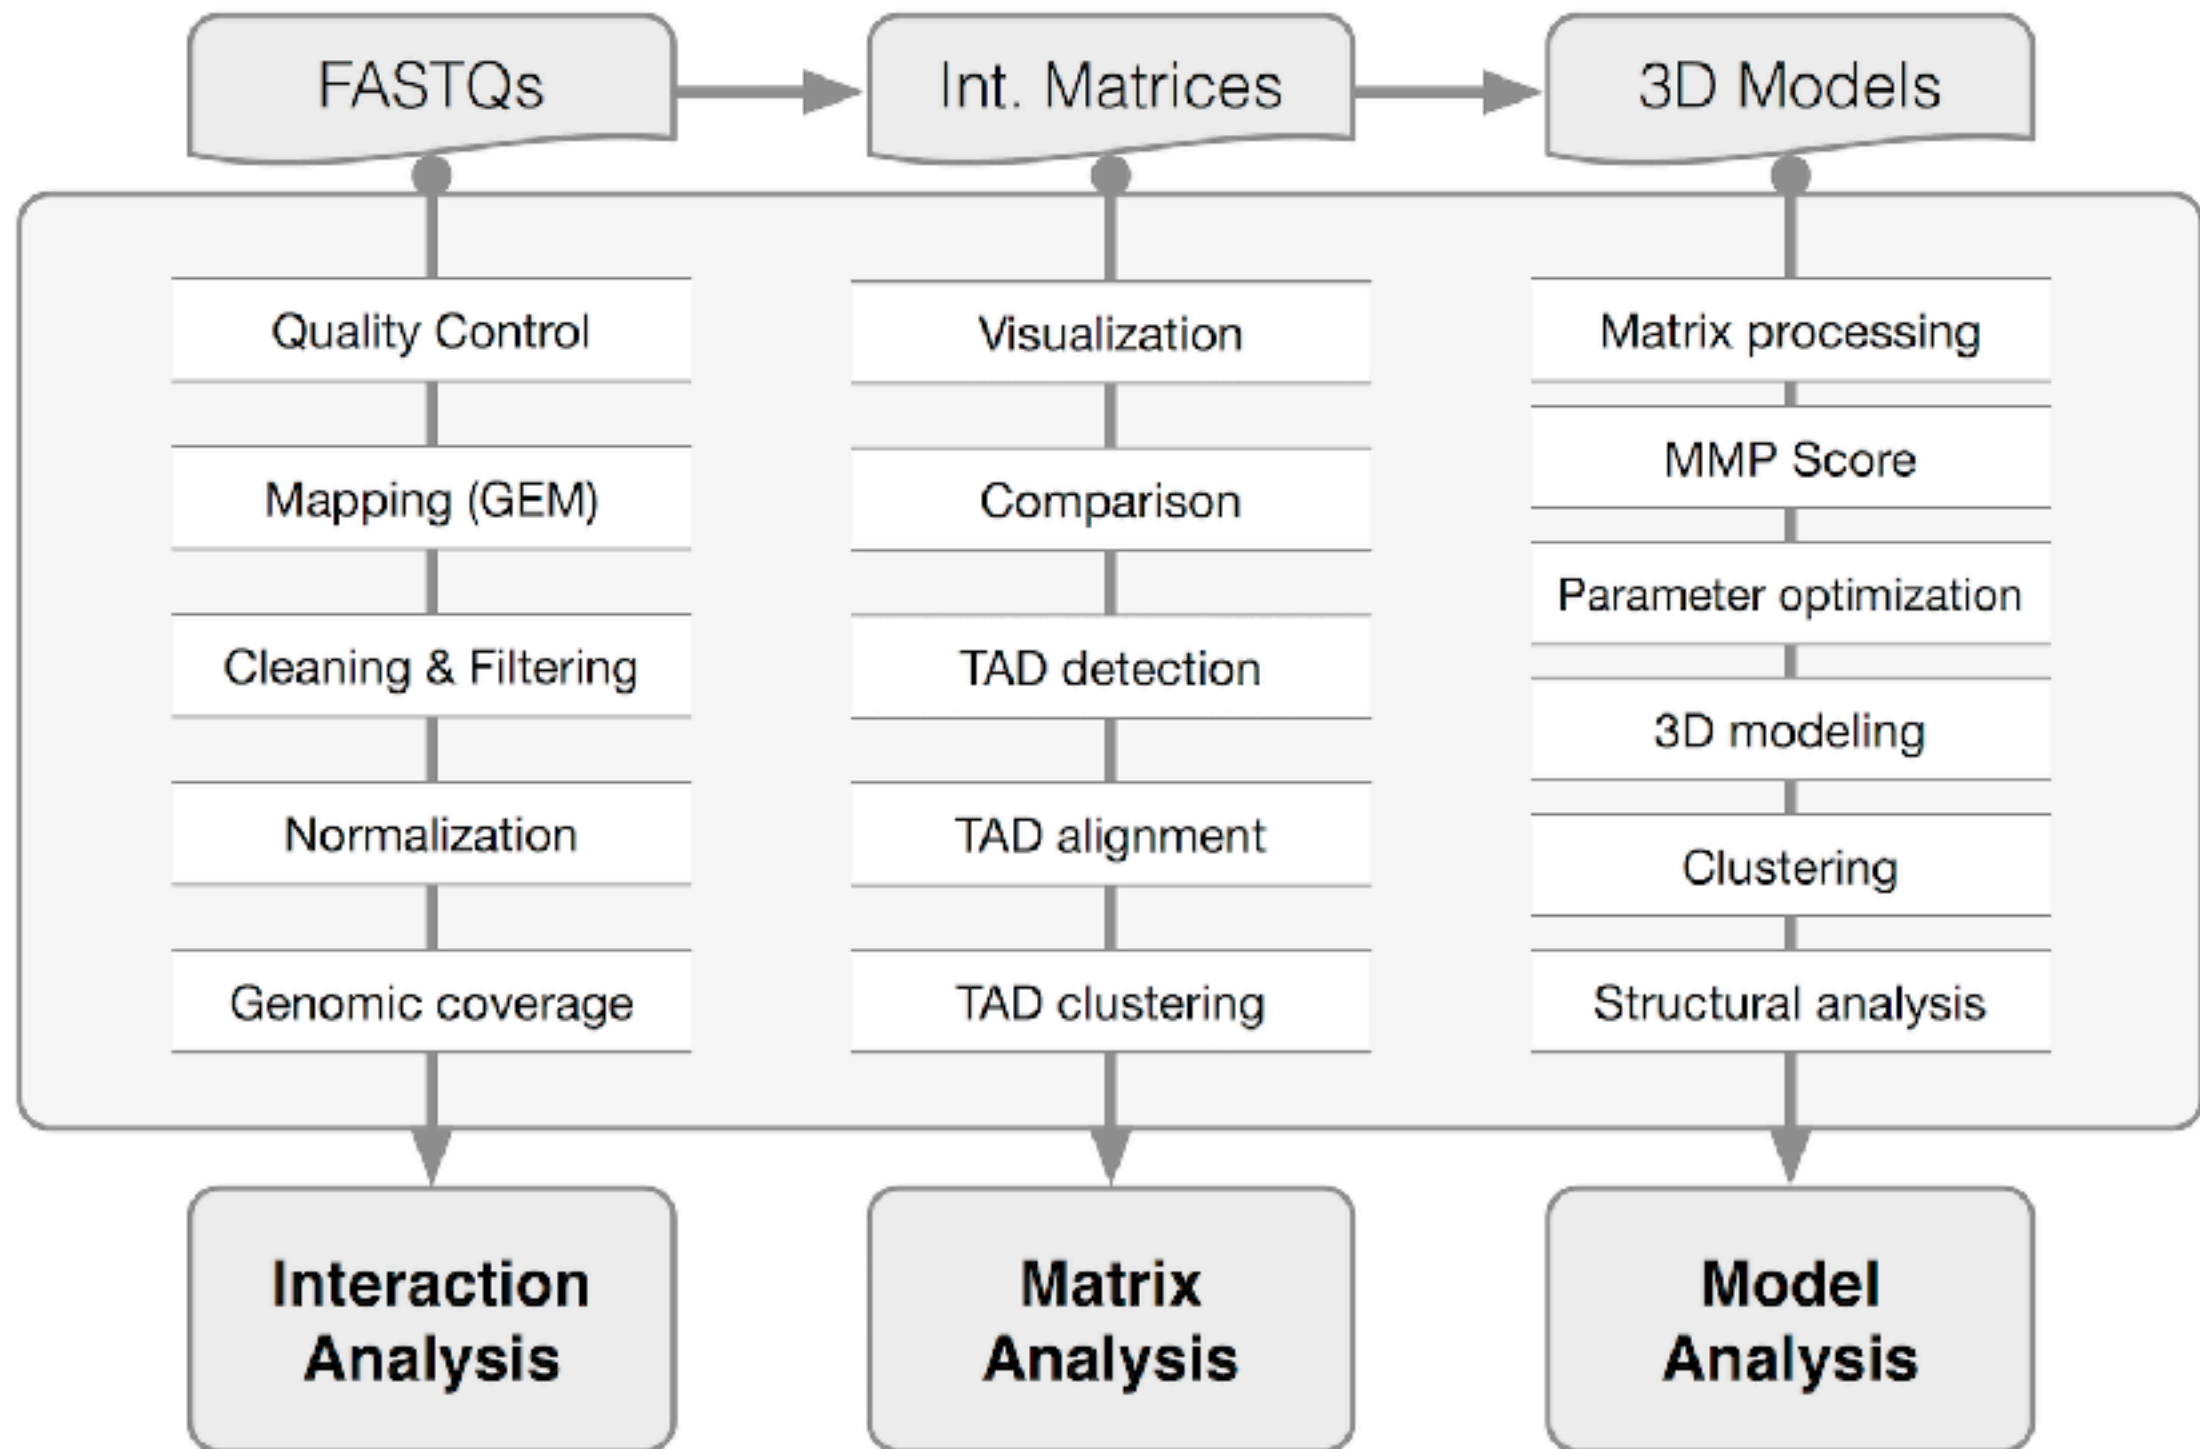 FASTQs
Int. Matrices
3D Models
Quality Control
Mapping (GEM)
Cleaning & Filtering
Normalization
Genomic coverage
Visualization
Comparison
TAD detection
TAD alignment
TAD clustering
Matrix processing
MMP Score
Parameter optimization
3D modeling
Clustering
Structural analysis
Interaction
Analysis
Matrix
Analysis
Model
Analysis